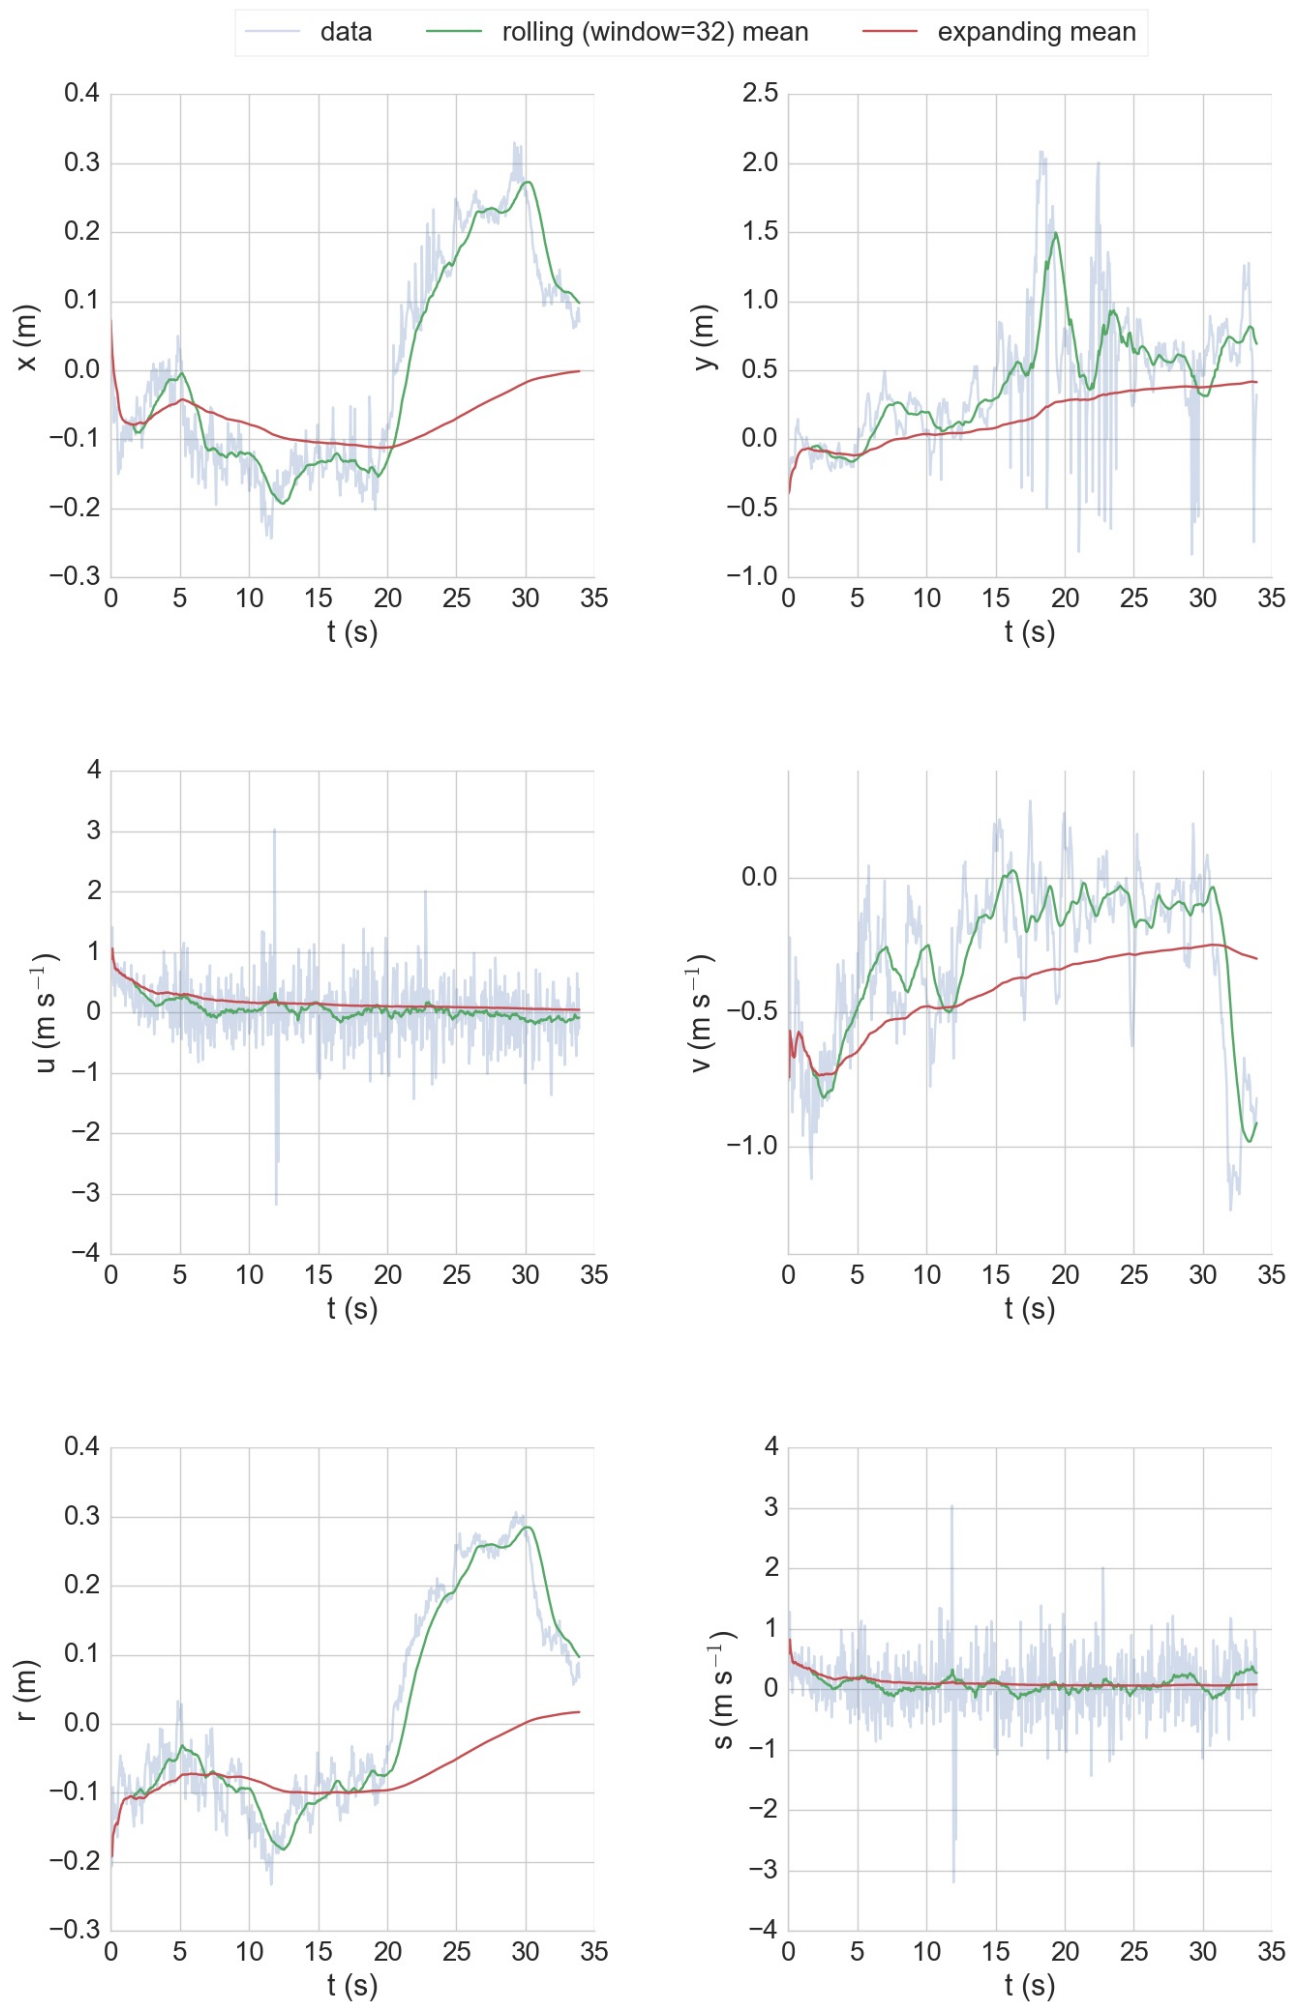 data rolling (window=32) mean expanding mean
0.4
0.3
0.2
0.1
0.0
−0.1
−0.2
−0.3
x (m)
0 5 10 15 20 25 30 35
t (s)
2.5
2.0
1.5
1.0
0.5
0.0
−0.5
−1.0
y (m)
0 5 10 15 20 25 30 35
t (s)
4
3
2
1
0
−1
−2
−3
−4
u (m s⁻¹)
0 5 10 15 20 25 30 35
t (s)
0.0
−0.5
−1.0
v (m s⁻¹)
0 5 10 15 20 25 30 35
t (s)
0.4
0.3
0.2
0.1
0.0
−0.1
−0.2
−0.3
r (m)
0 5 10 15 20 25 30 35
t (s)
4
3
2
1
0
−1
−2
−3
−4
s (m s⁻¹)
0 5 10 15 20 25 30 35
t (s)